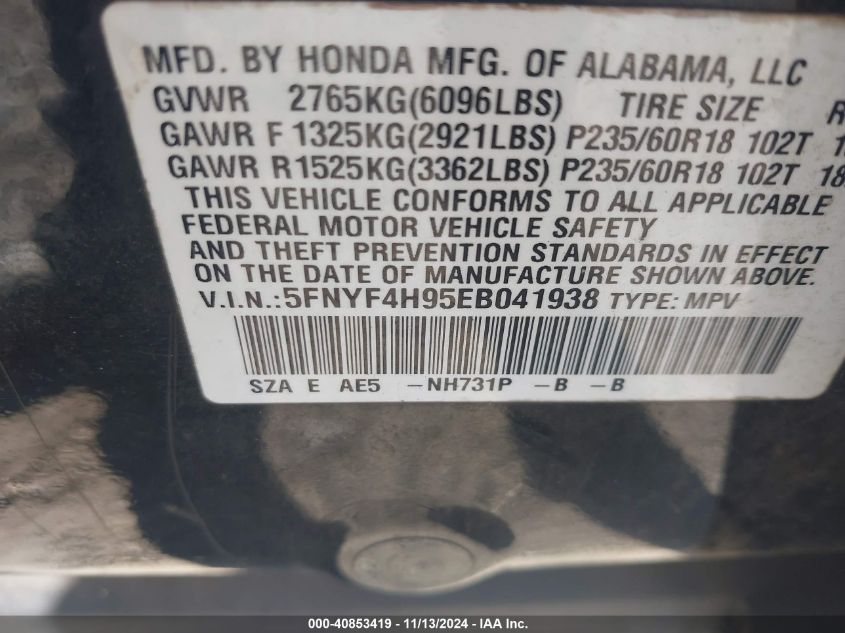 MFD. BY HONDA MFG. OF ALABAMA, LLC
GVWR 2765KG(6096LBS) TIRE SIZE R
GAWR F 1325KG(2921LBS) P235/60R18 102T
GAWR R1525KG(3362LBS) P235/60R18 102T 18
THIS VEHICLE CONFORMS TO ALL APPLICABLE
FEDERAL MOTOR VEHICLE SAFETY
AND THEFT PREVENTION STANDARDS IN EFFECT
ON THE DATE OF MANUFACTURE SHOWN ABOVE.
V.I.N.:5FNYF4H95EB041938 TYPE: MPV
SZA E AE5 -NH731P -B -B
000-40853419 - 11/13/2024 - IAA Inc.